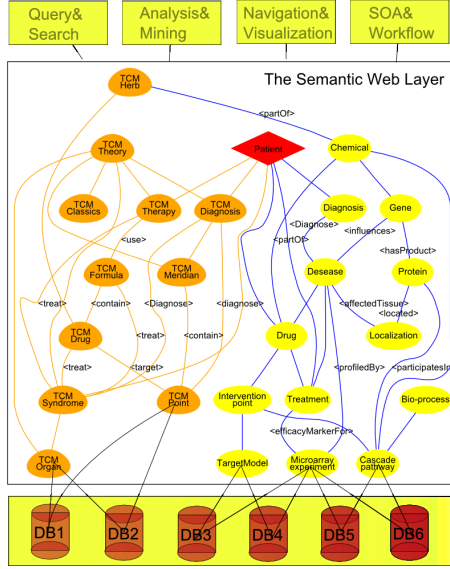 Query& Analysis& Navigation& SOA&
Search Mining Visualization Workflow
The Semantic Web Layer
TCM
Herb
<partOf>
TCM
Theory
Patient
Chemical
TCM
Classics
TCM
Therapy
TCM
Diagnosis
Diagnosis
Gene
<Diagnose>
<influences>
<use>
<partOf>
<hasProduct>
TCM
Formula
TCM
Meridian
Desease
Protein
<treat>
<contain>
<Diagnose>
<diagnose>
<affectedTissue>
<located>
TCM
Drug
<treat>
<contain>
Drug
Localization
<treat>
<target>
<profiledBy>
<participatesIn
TCM
Syndrome
TCM
Point
Intervention
point
Treatment
Bio-process
<efficacyMarkerFor>
TCM
Organ
TargetModel
Microarray
experiment
Cascade
pathway
DB1 DB2 DB3 DB4 DB5 DB6